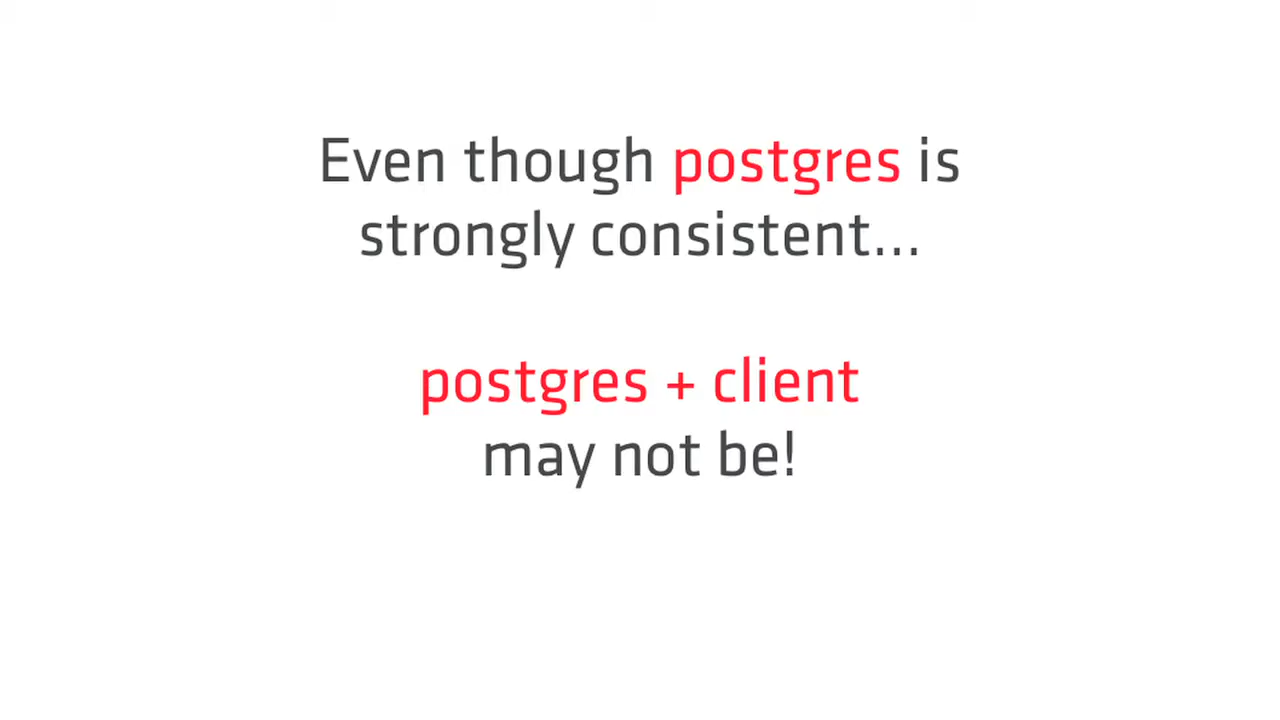 Even though postgres is
strongly consistent...
postgres + client
may not be!